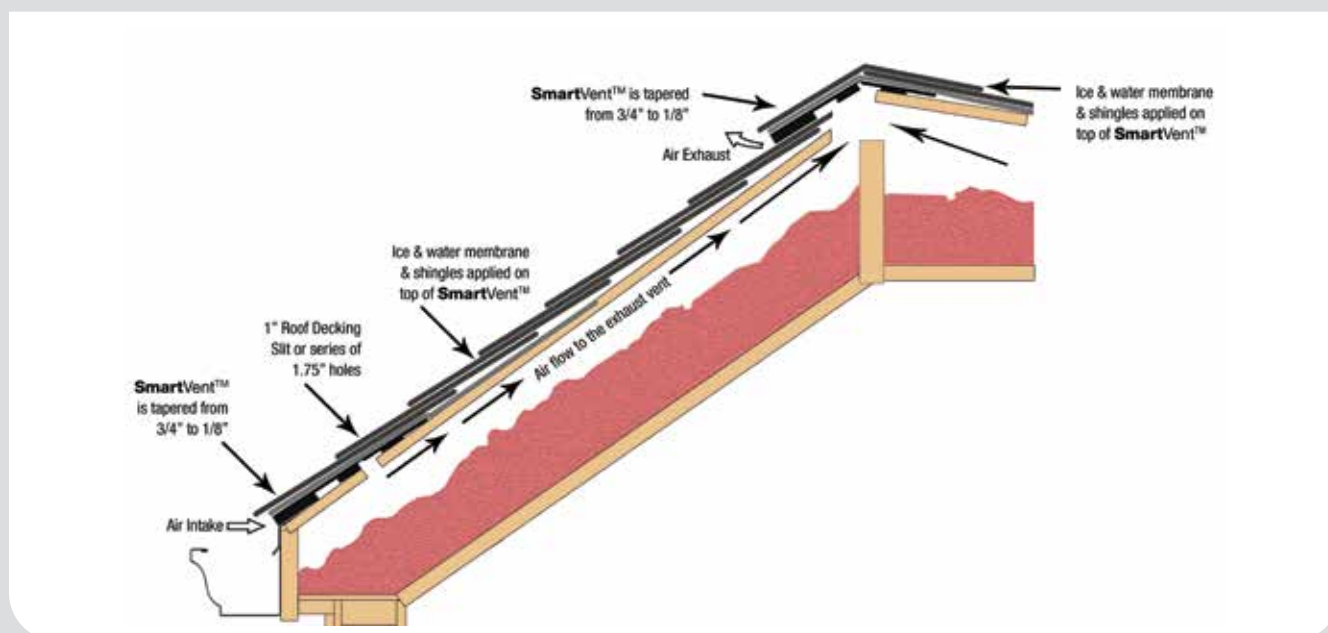 SmartVent™ is tapered
from 3/4" to 1/8"
Air Exhaust
Ice & water membrane
& shingles applied on
top of SmartVent™
Ice & water membrane
& shingles applied on
top of SmartVent™
1" Roof Decking
Slit or series of
1.75" holes
SmartVent™
is tapered from
3/4" to 1/8"
Air Intake
Air flow to the exhaust vent